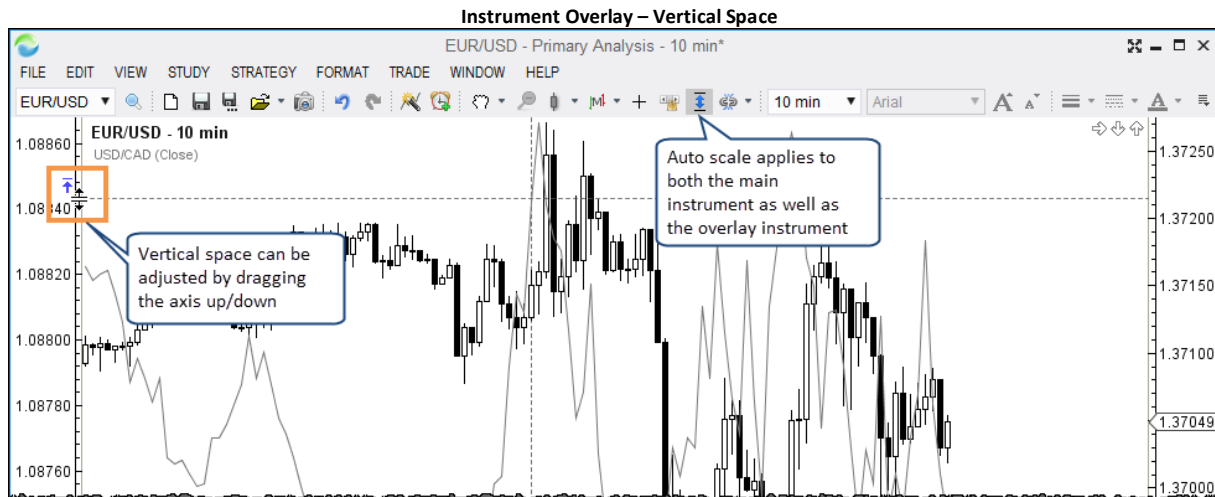 Instrument Overlay – Vertical Space
EUR/USD - Primary Analysis - 10 min*
FILE EDIT VIEW STUDY STRATEGY FORMAT TRADE WINDOW HELP
EUR/USD 10 min Arial A A A
EUR/USD - 10 min
USD/CAD (Close)
1.08860
1.08840
1.08820
1.08800
1.08780
1.08760
Vertical space can be
adjusted by dragging
the axis up/down
Auto scale applies to
both the main
instrument as well as
the overlay instrument
1.37250
1.37200
1.37150
1.37100
1.37049
1.37000